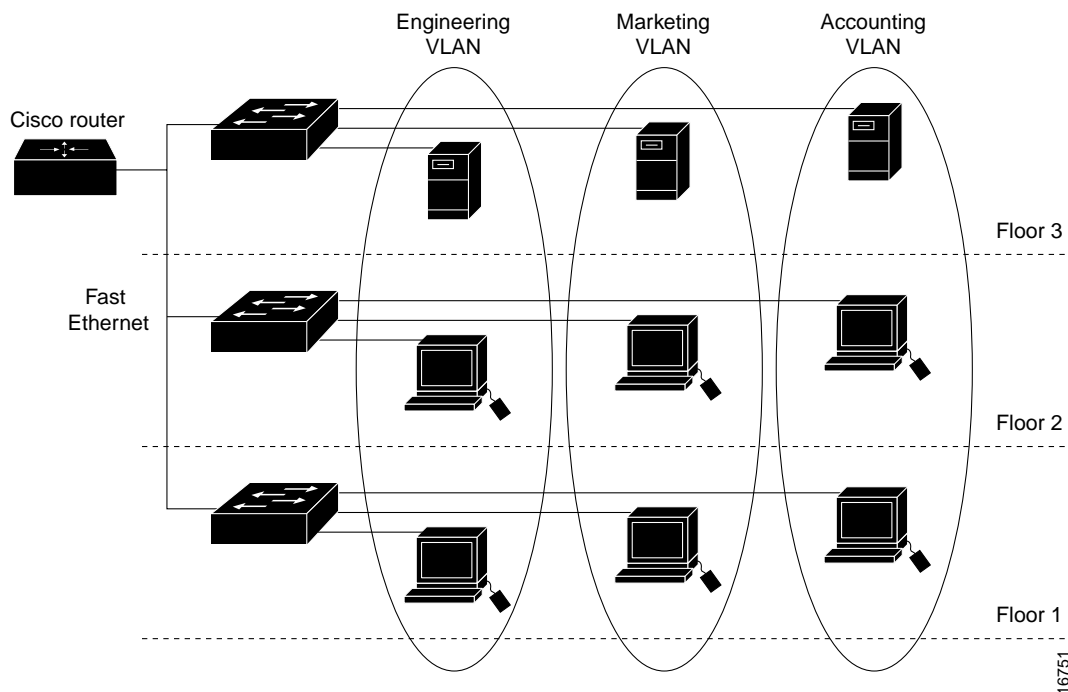 Engineering
VLAN
Marketing
VLAN
Accounting
VLAN
Cisco router
Floor 3
Fast
Ethernet
Floor 2
Floor 1
16751